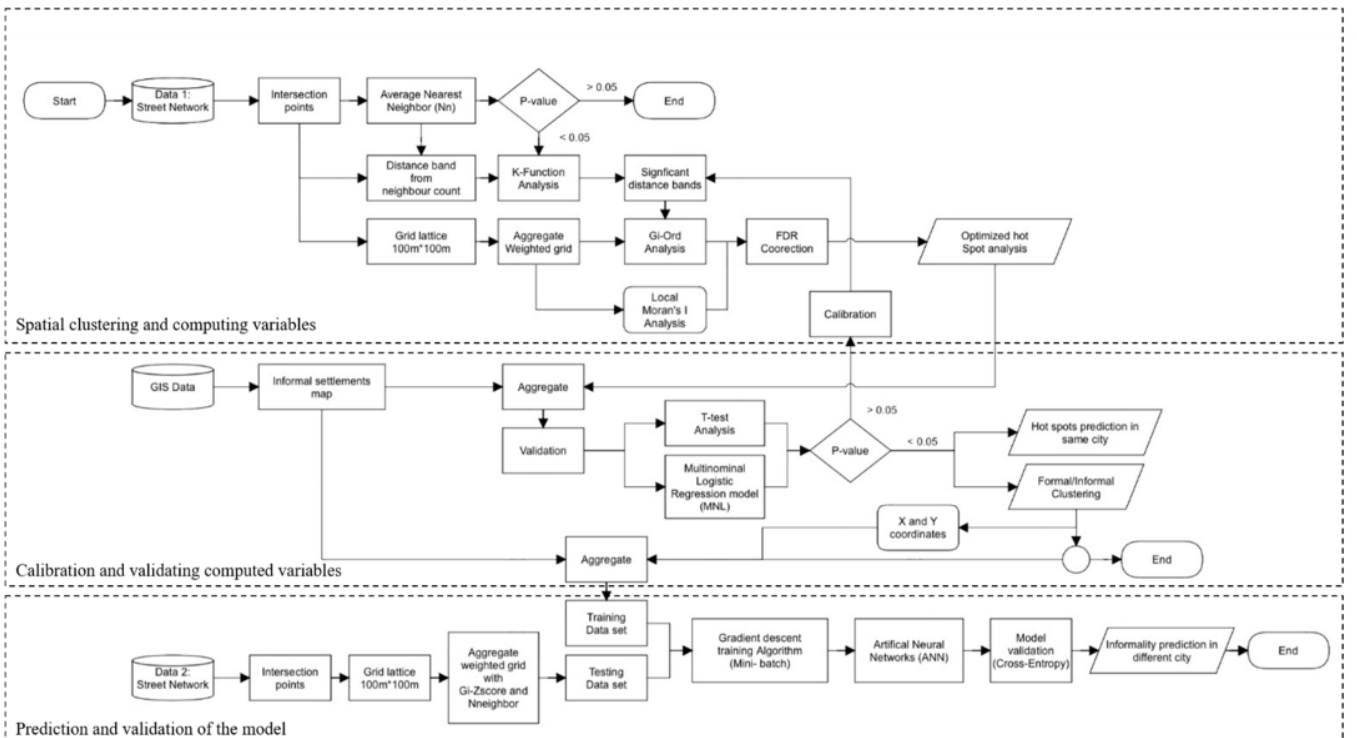 Start
Data 1:
Street Network
Intersection
points
Average Nearest
Neighbor (Nn)
P-value
> 0.05
End
< 0.05
Distance band
from
neighbour count
K-Function
Analysis
Signficant
distance bands
Grid lattice
100m*100m
Aggregate
Weighted grid
Gi-Ord
Analysis
FDR
Coorection
Optimized hot
Spot analysis
Local
Moran's I
Analysis
Calibration
Spatial clustering and computing variables
GIS Data
Informal settlements
map
Aggregate
Validation
T-test
Analysis
Multinominal
Logistic
Regression model
(MNL)
P-value
> 0.05
< 0.05
Hot spots prediction in
same city
Formal/Informal
Clustering
X and Y
coordinates
Aggregate
End
Calibration and validating computed variables
Data 2:
Street Network
Intersection
points
Grid lattice
100m*100m
Aggregate
weighted grid
with
Gi-Zscore and
Nneighbor
Training
Data set
Testing
Data set
Gradient descent
training Algorithm
(Mini- batch)
Artifical Neural
Networks (ANN)
Model
validation
(Cross-Entropy)
Informality prediction in
different city
End
Prediction and validation of the model